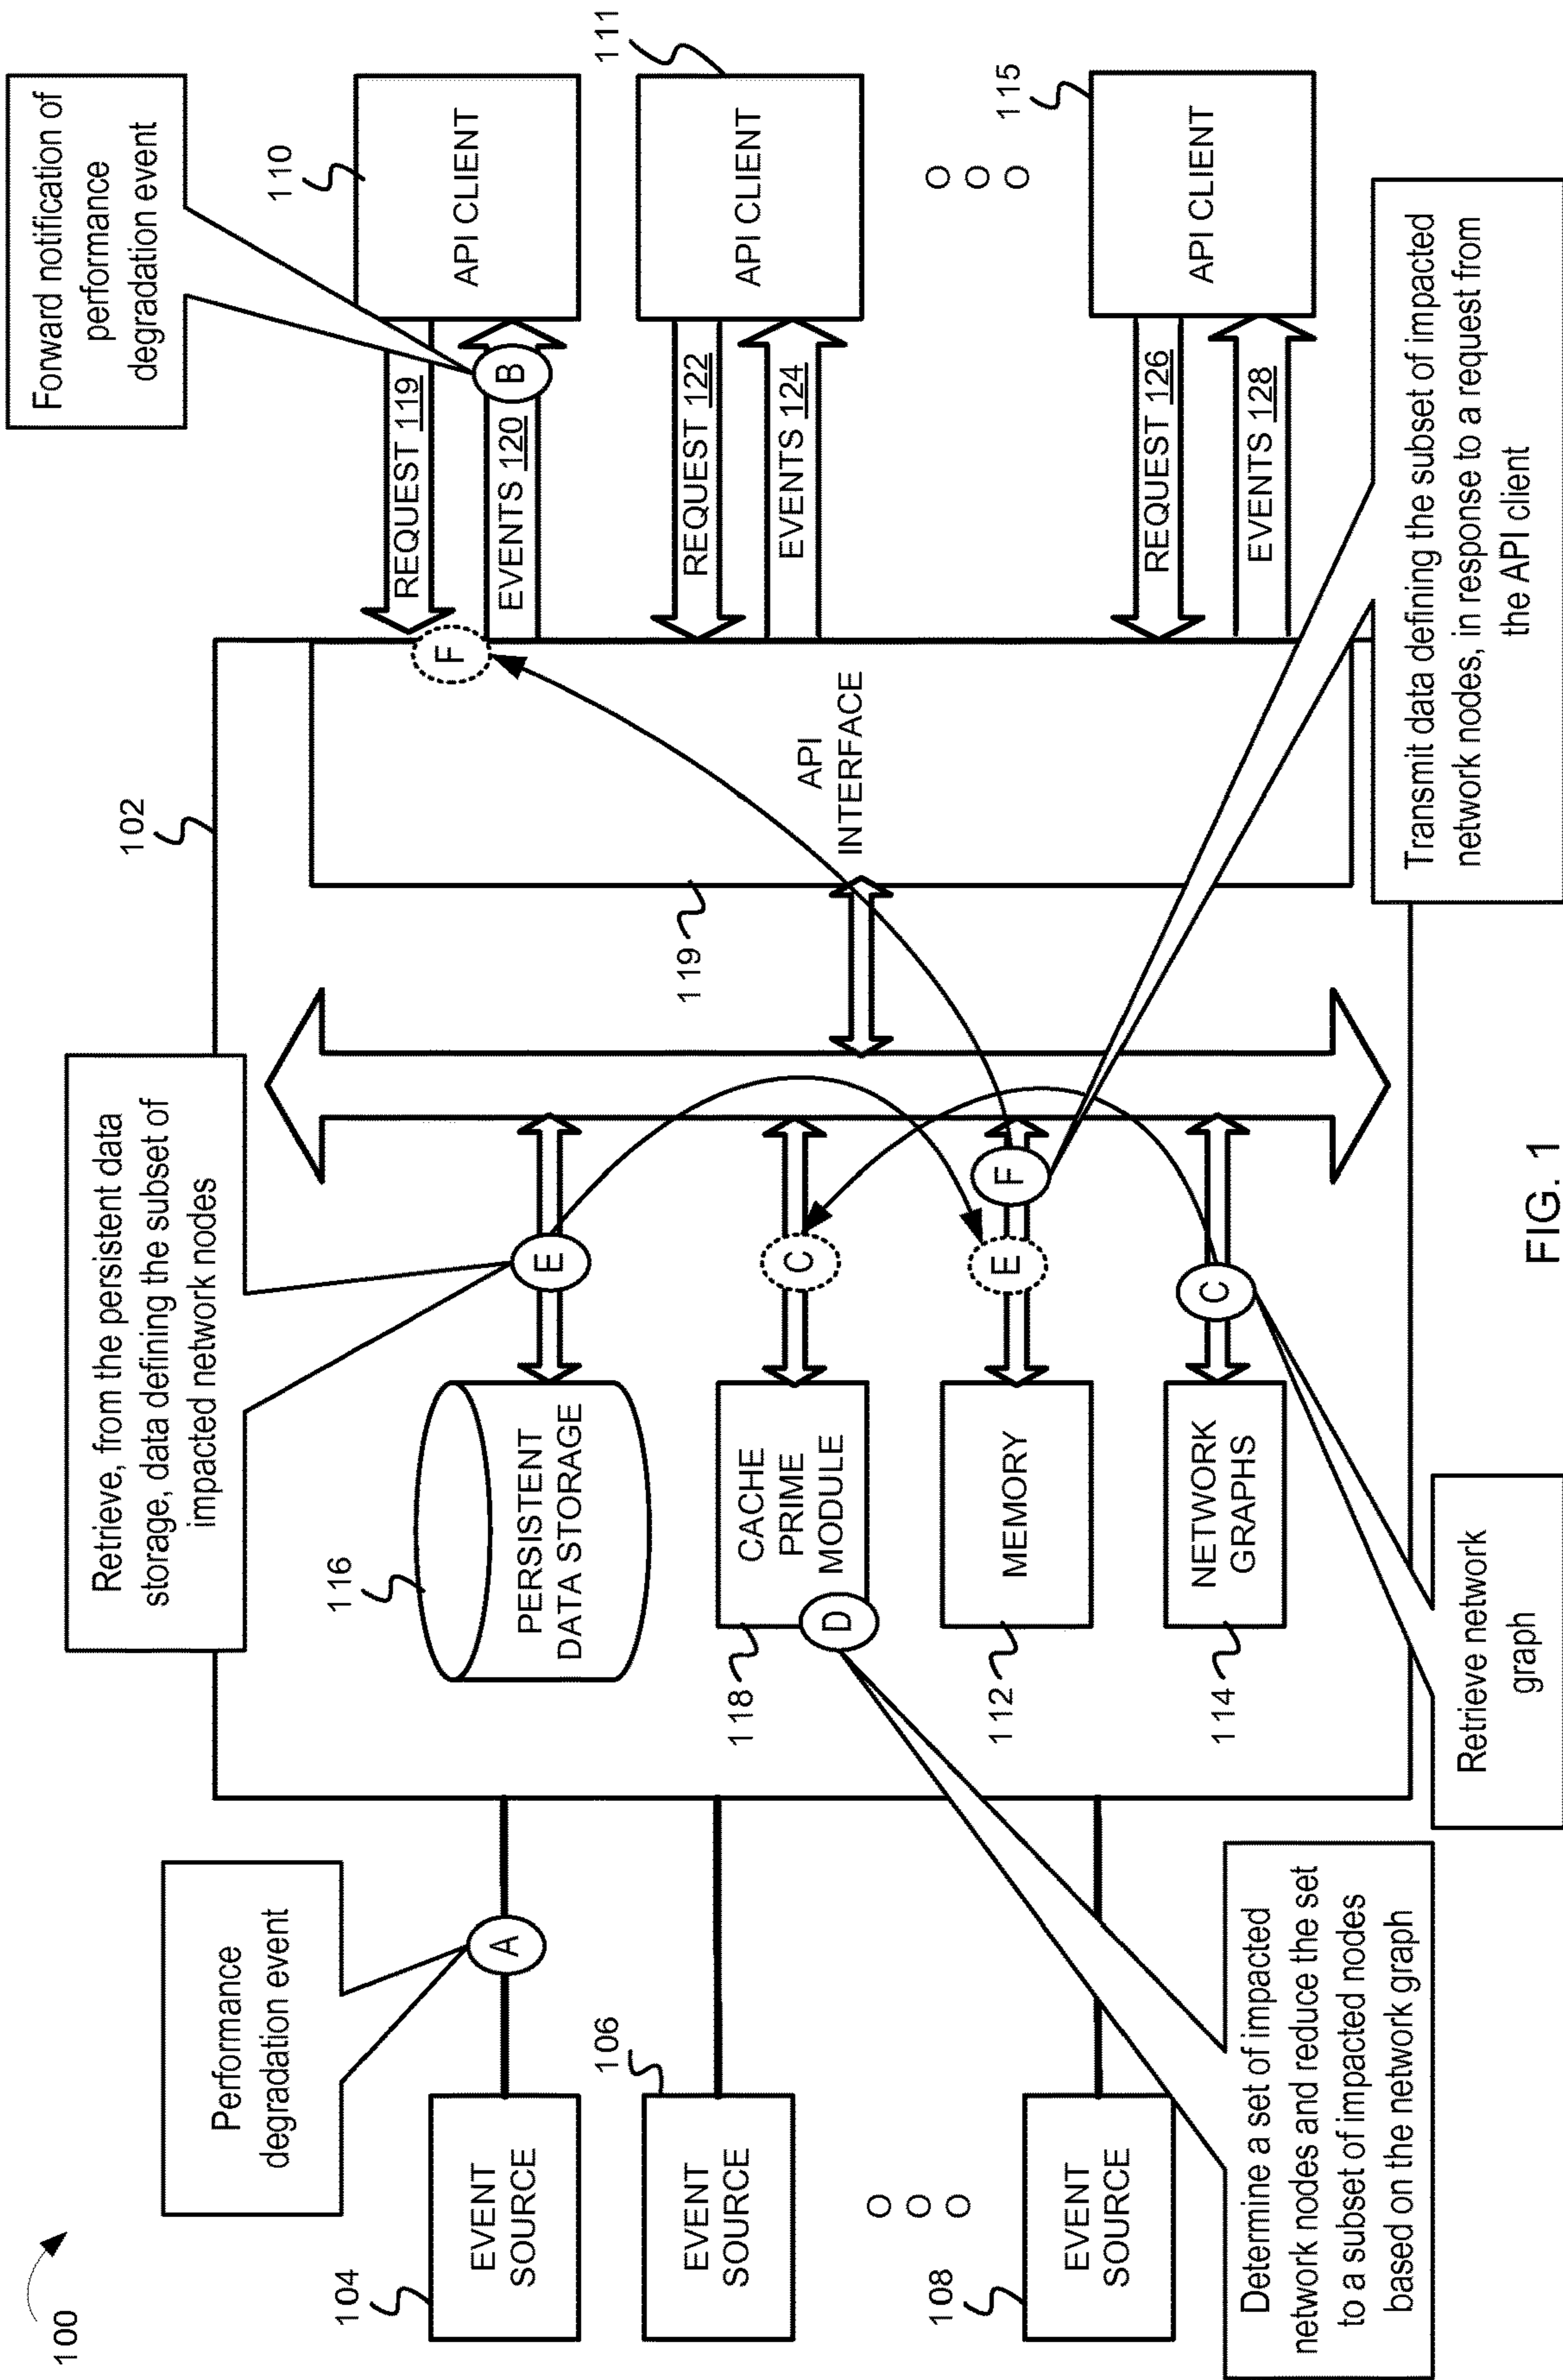 100
102
Performance
degradation event
A
104
EVENT
SOURCE
106
EVENT
SOURCE
108
EVENT
SOURCE
Determine a set of impacted
network nodes and reduce the set
to a subset of impacted nodes
based on the network graph
Retrieve, from the persistent data
storage, data defining the subset of
impacted network nodes
116
PERSISTENT
DATA STORAGE
E
118
CACHE
PRIME
MODULE
D
C
112
MEMORY
E
F
114
NETWORK
GRAPHS
C
Retrieve network
graph
119
API
INTERFACE
F
Forward notification of
performance
degradation event
REQUEST 119
EVENTS 120
B
110
API CLIENT
REQUEST 122
EVENTS 124
111
API CLIENT
REQUEST 126
EVENTS 128
115
API CLIENT
Transmit data defining the subset of impacted
network nodes, in response to a request from
the API client
FIG. 1